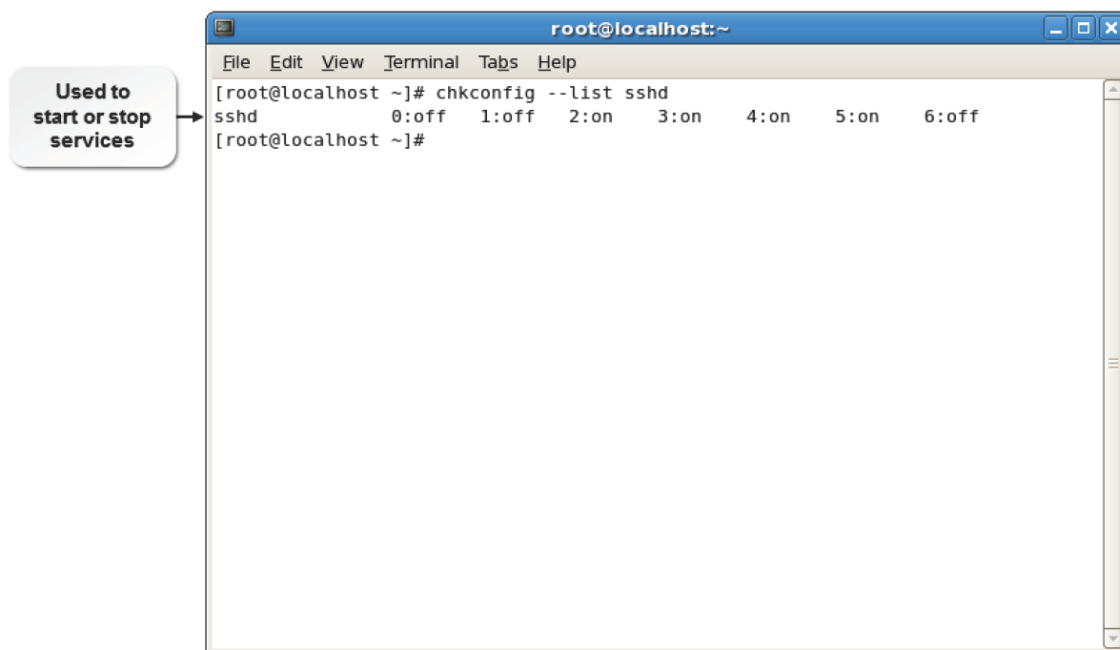 root@localhost:~
File Edit View Terminal Tabs Help
Used to
start or stop
services
[root@localhost ~]# chkconfig --list sshd
sshd 0:off 1:off 2:on 3:on 4:on 5:on 6:off
[root@localhost ~]#